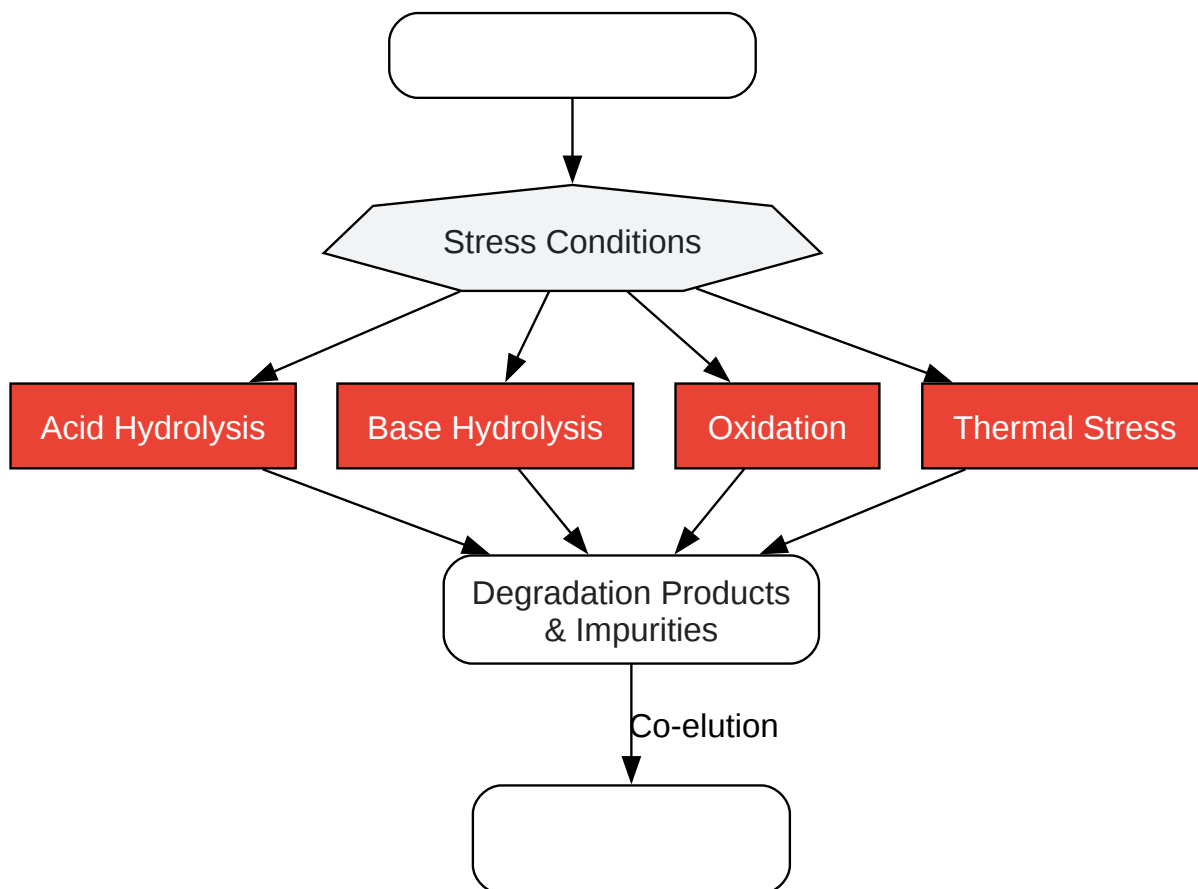 Stress Conditions
Acid Hydrolysis
Base Hydrolysis
Oxidation
Thermal Stress
Degradation Products
& Impurities
Co-elution